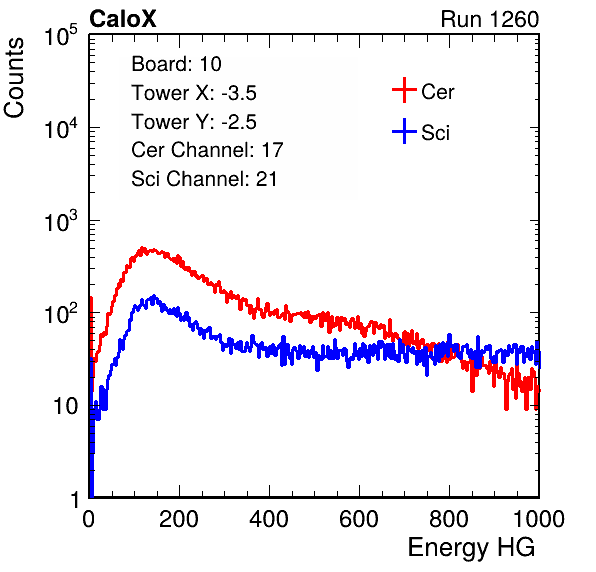 CaloX Run 1260
Counts
10^5
10^4
10^3
10^2
10
1
Board: 10
Tower X: -3.5
Tower Y: -2.5
Cer Channel: 17
Sci Channel: 21
Cer
Sci
0 200 400 600 800 1000
Energy HG